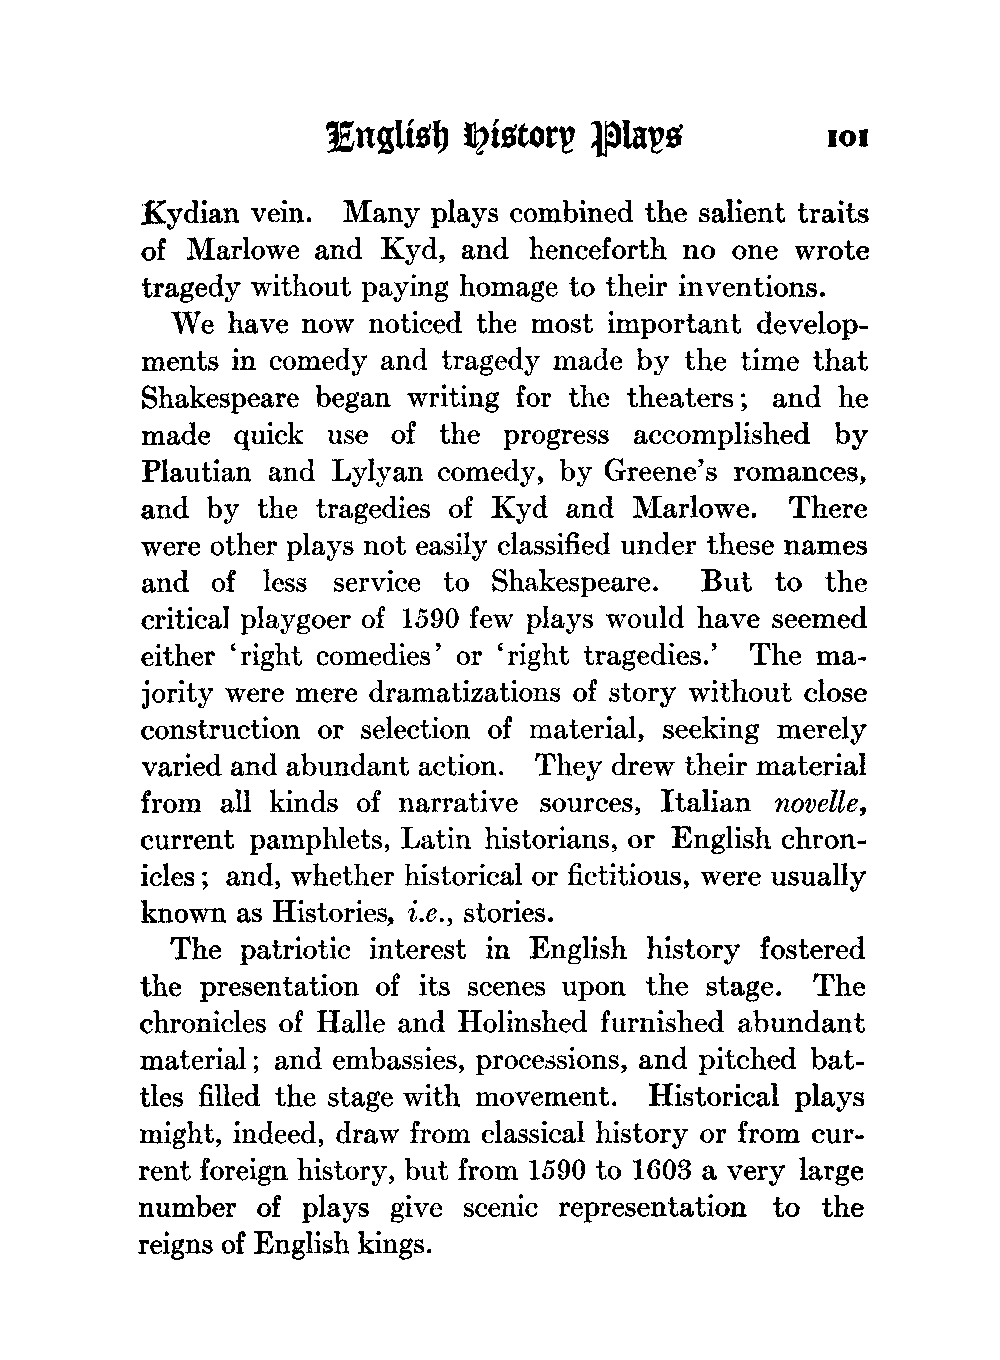 English History Plays 101
Kydian vein. Many plays combined the salient traits
of Marlowe and Kyd, and henceforth no one wrote
tragedy without paying homage to their inventions.
We have now noticed the most important develop-
ments in comedy and tragedy made by the time that
Shakespeare began writing for the theaters; and he
made quick use of the progress accomplished by
Plautian and Lylyan comedy, by Greene's romances,
and by the tragedies of Kyd and Marlowe. There
were other plays not easily classified under these names
and of less service to Shakespeare. But to the
critical playgoer of 1590 few plays would have seemed
either 'right comedies' or 'right tragedies.' The ma-
jority were mere dramatizations of story without close
construction or selection of material, seeking merely
varied and abundant action. They drew their material
from all kinds of narrative sources, Italian novelle,
current pamphlets, Latin historians, or English chron-
icles; and, whether historical or fictitious, were usually
known as Histories, i.e., stories.
The patriotic interest in English history fostered
the presentation of its scenes upon the stage. The
chronicles of Halle and Holinshed furnished abundant
material; and embassies, processions, and pitched bat-
tles filled the stage with movement. Historical plays
might, indeed, draw from classical history or from cur-
rent foreign history, but from 1590 to 1603 a very large
number of plays give scenic representation to the
reigns of English kings.